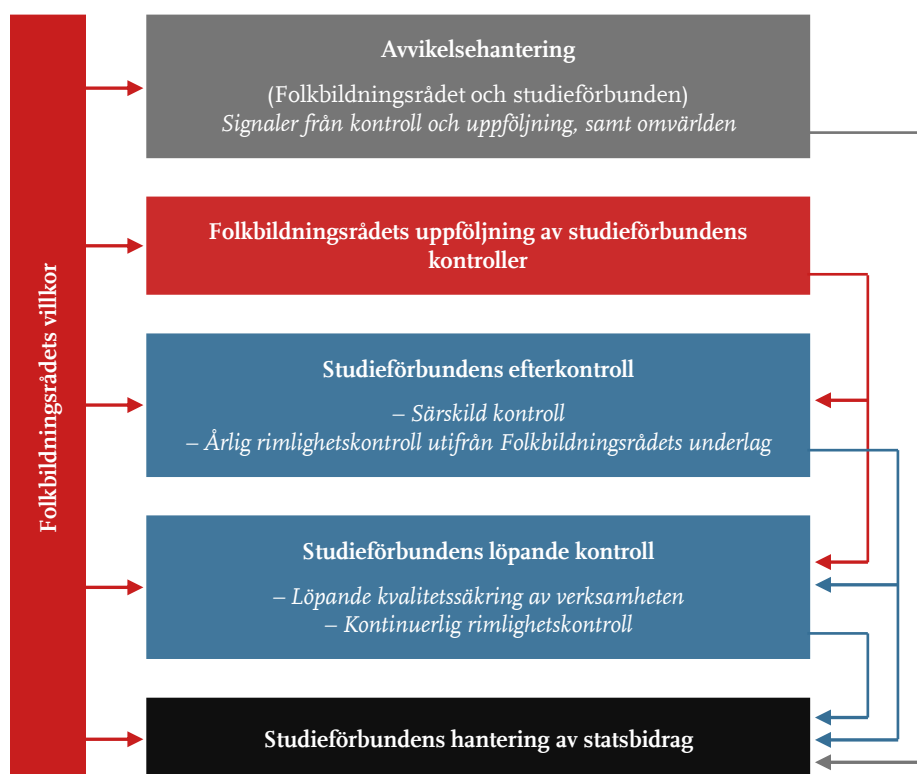 Folkbildningsrådets villkor
Avvikelsehantering
(Folkbildningsrådet och studieförbunden)
Signaler från kontroll och uppföljning, samt omvärlden
Folkbildningsrådets uppföljning av studieförbundens
kontroller
Studieförbundens efterkontroll
– Särskild kontroll
– Årlig rimlighetskontroll utifrån Folkbildningsrådets underlag
Studieförbundens löpande kontroll
– Löpande kvalitetssäkring av verksamheten
– Kontinuerlig rimlighetskontroll
Studieförbundens hantering av statsbidrag